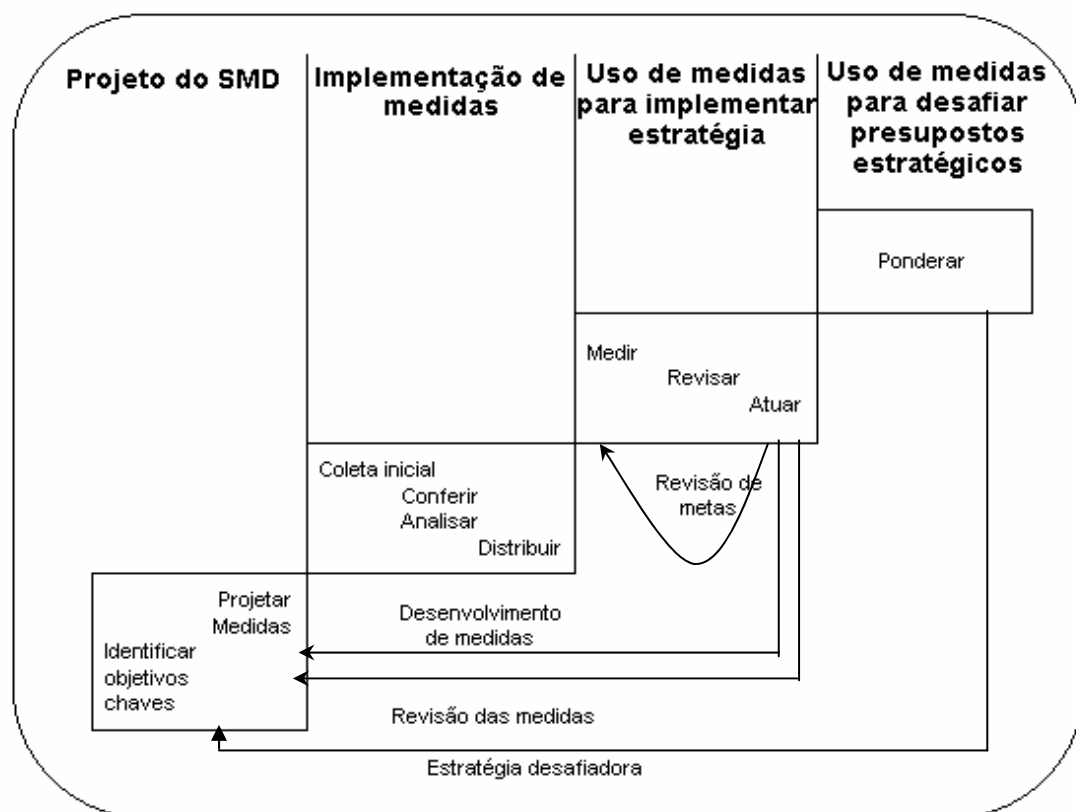 Projeto do SMD
Implementação de
medidas
Uso de medidas
para implementar
estratégia
Uso de medidas
para desafiar
presupostos
estratégicos
Ponderar
Medir
Revisar
Atuar
Coleta inicial
Conferir
Analisar
Distribuir
Revisão de
metas
Projetar
Medidas
Identificar
objetivos
chaves
Desenvolvimento
de medidas
Revisão das medidas
Estratégia desafiadora